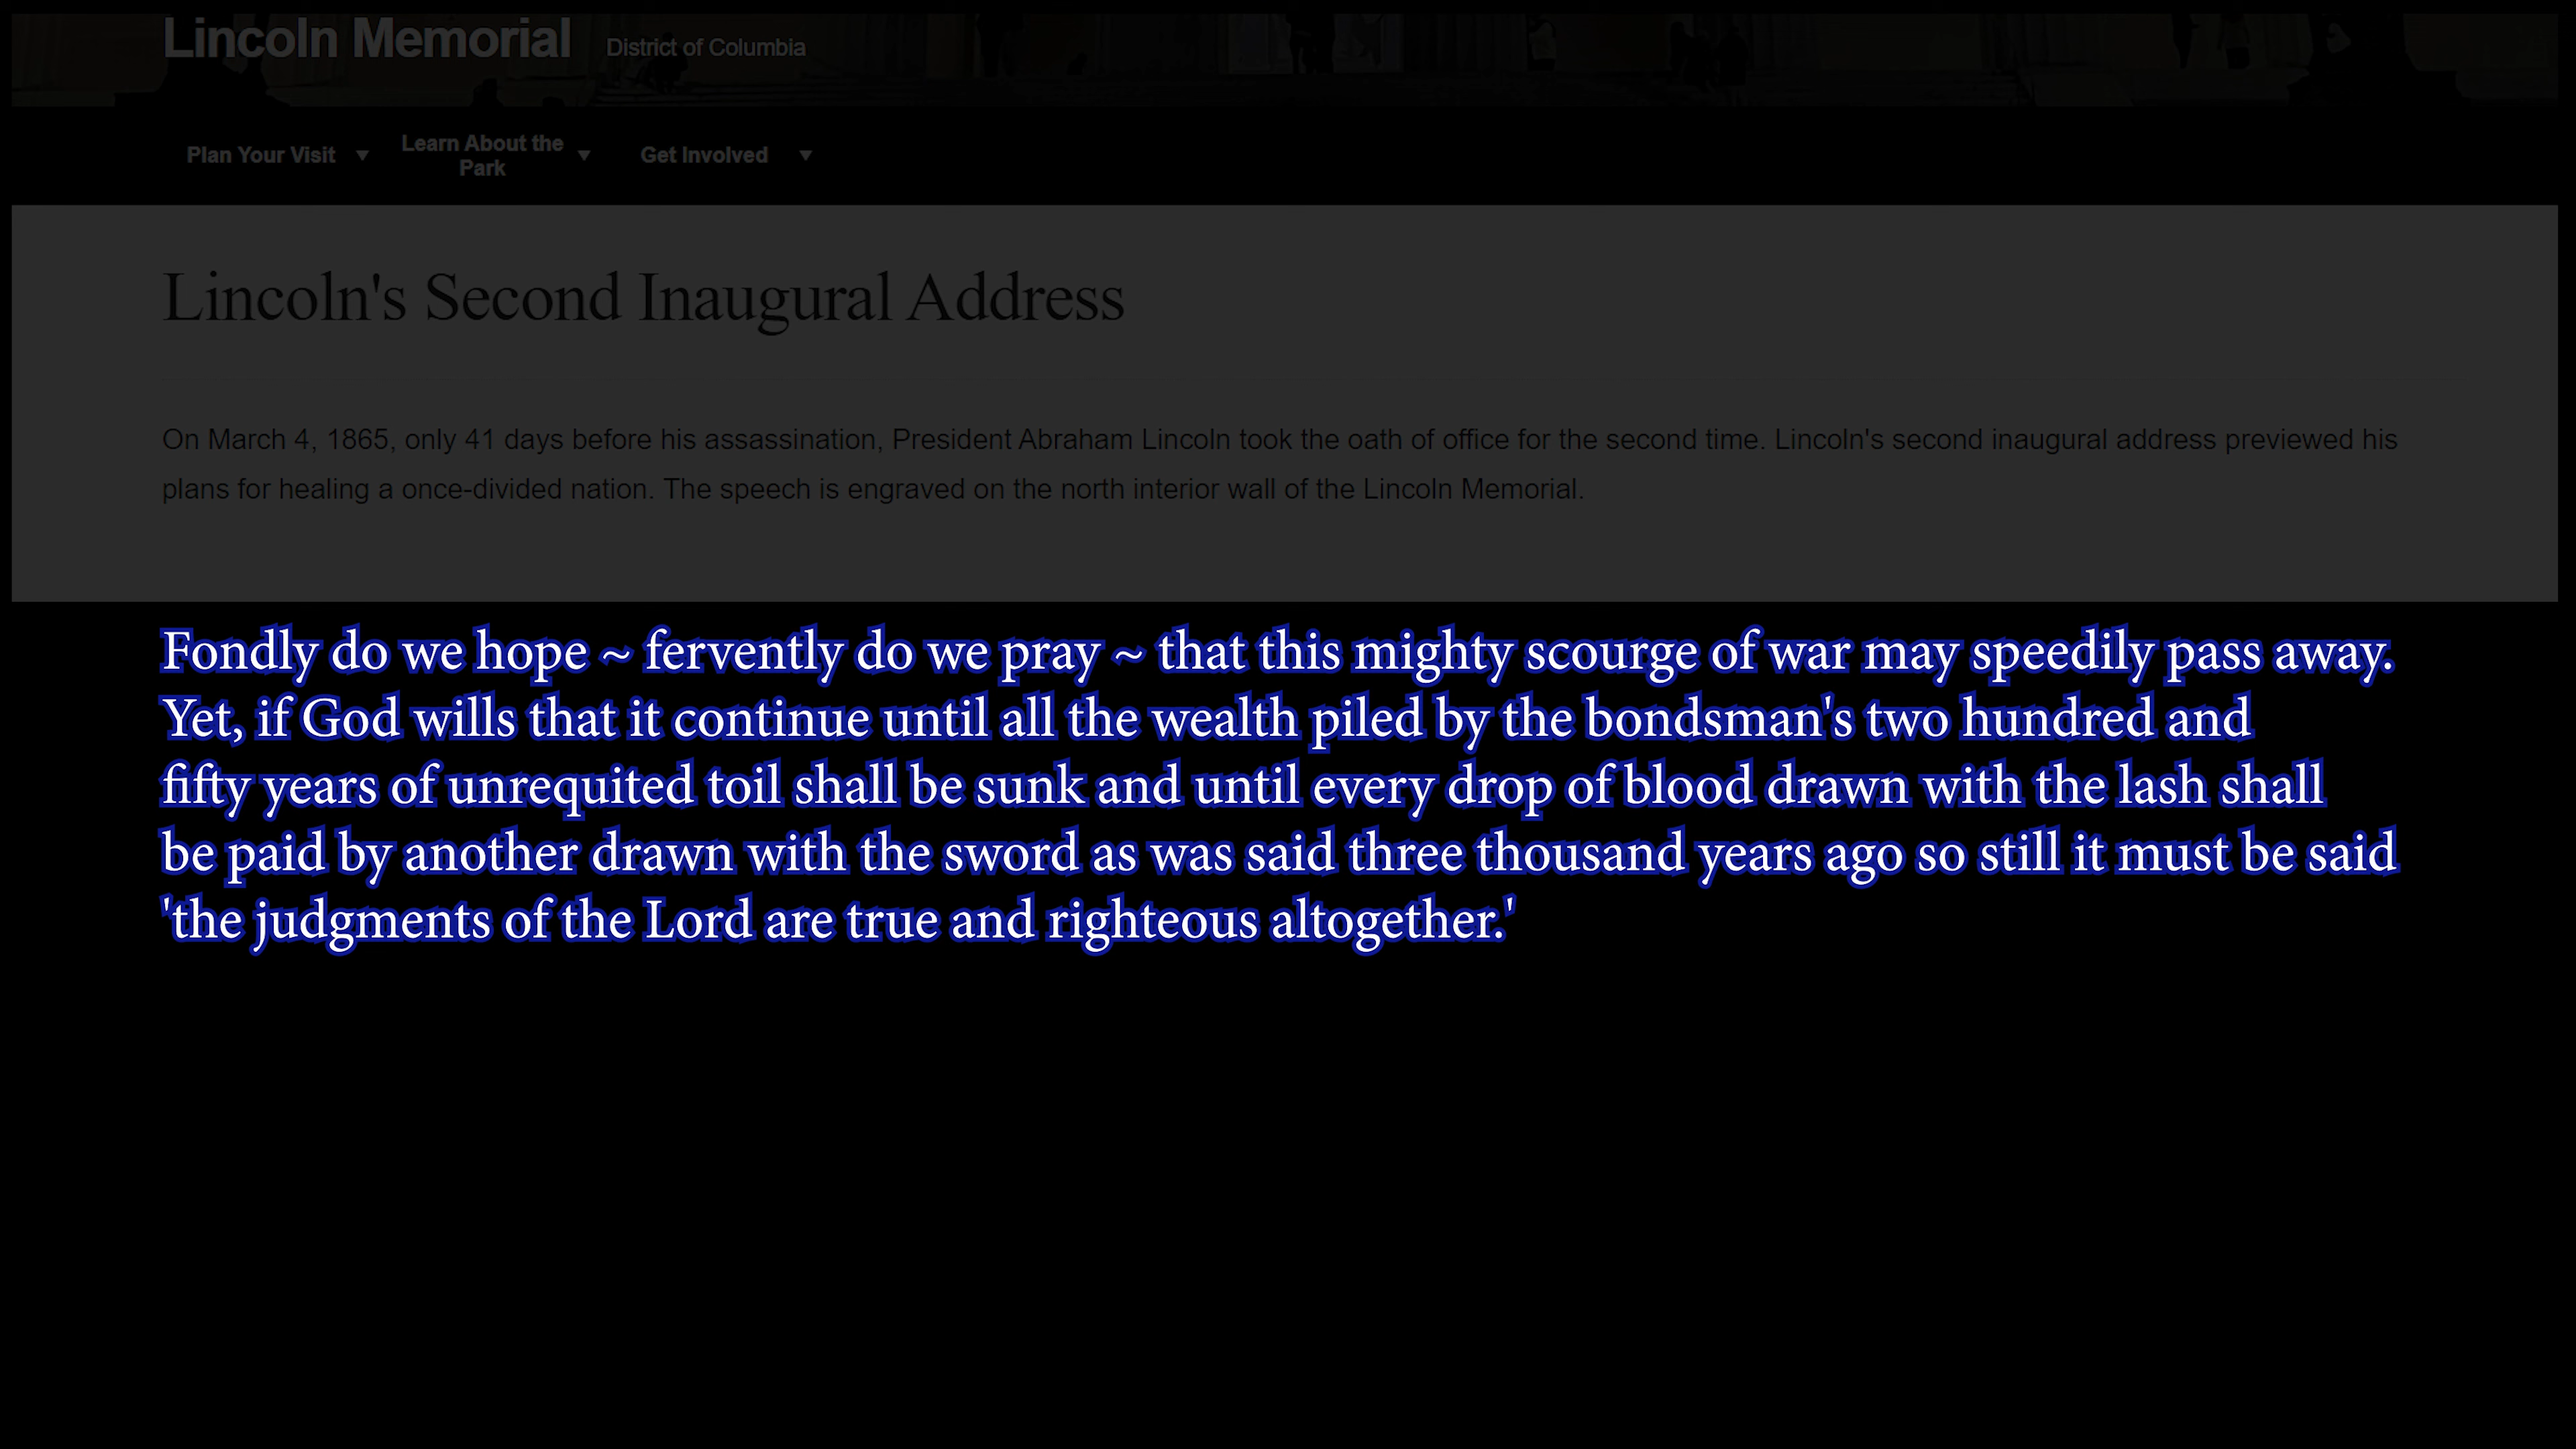 Lincoln Memorial District of Columbia
Plan Your Visit ▼ Learn About the Park ▼ Get Involved ▼
Lincoln's Second Inaugural Address
On March 4, 1865, only 41 days before his assassination, President Abraham Lincoln took the oath of office for the second time. Lincoln's second inaugural address previewed his
plans for healing a once-divided nation. The speech is engraved on the north interior wall of the Lincoln Memorial.
Fondly do we hope ~ fervently do we pray ~ that this mighty scourge of war may speedily pass away.
Yet, if God wills that it continue until all the wealth piled by the bondsman's two hundred and
fifty years of unrequited toil shall be sunk and until every drop of blood drawn with the lash shall
be paid by another drawn with the sword as was said three thousand years ago so still it must be said
'the judgments of the Lord are true and righteous altogether.'